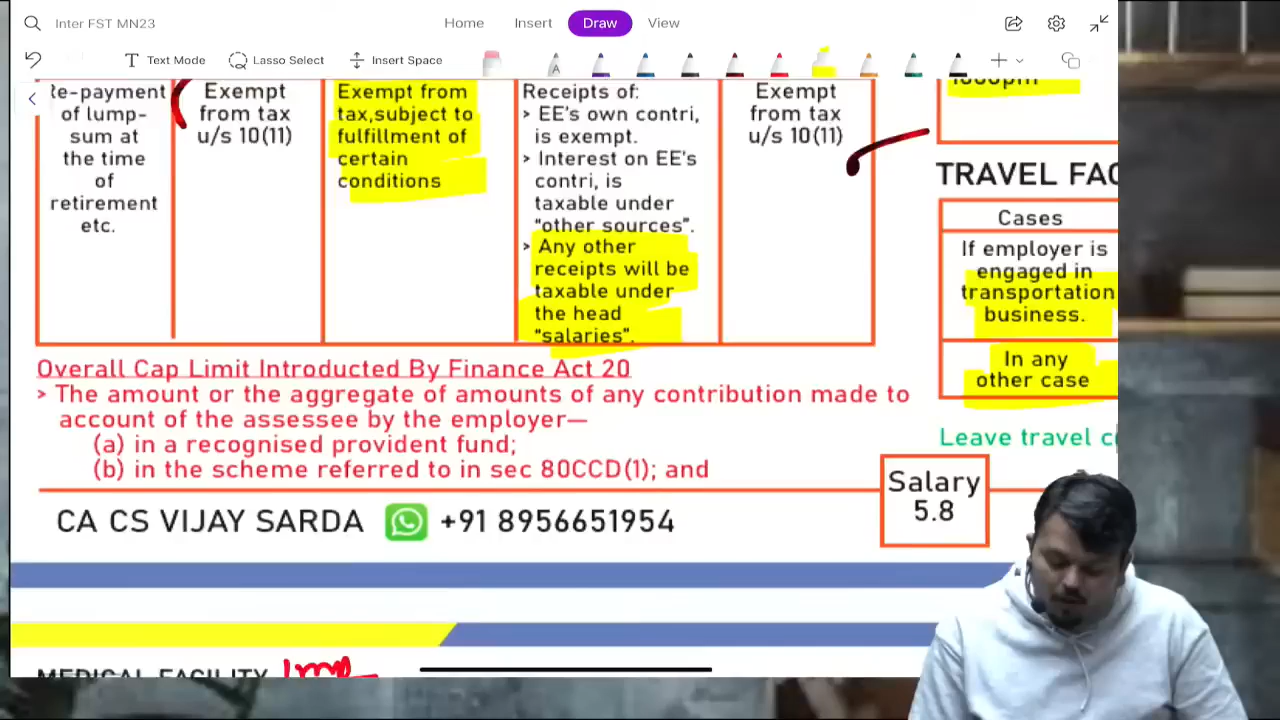 Inter FST MN23
Home
Insert
Draw
View
Text Mode
Lasso Select
Insert Space
Re-payment
of lump-
sum at
the time
of
retirement
etc.
Exempt
from tax
u/s 10(11)
Exempt from
tax,subject to
fulfillment of
certain
conditions
Receipts of:
› EE's own contri,
is exempt.
› Interest on EE's
contri, is
taxable under
"other sources".
› Any other
receipts will be
taxable under
the head
"salaries".
Exempt
from tax
u/s 10(11)
Overall Cap Limit Introducted By Finance Act 20
› The amount or the aggregate of amounts of any contribution made to
account of the assessee by the employer—
(a) in a recognised provident fund;
(b) in the scheme referred to in sec 80CCD(1); and
TRAVEL FAC
Cases
If employer is
engaged in
transportation
business.
In any
other case
Leave travel c
Salary
5.8
CA CS VIJAY SARDA
+91 8956651954
MEDICAL FACILITY Imp